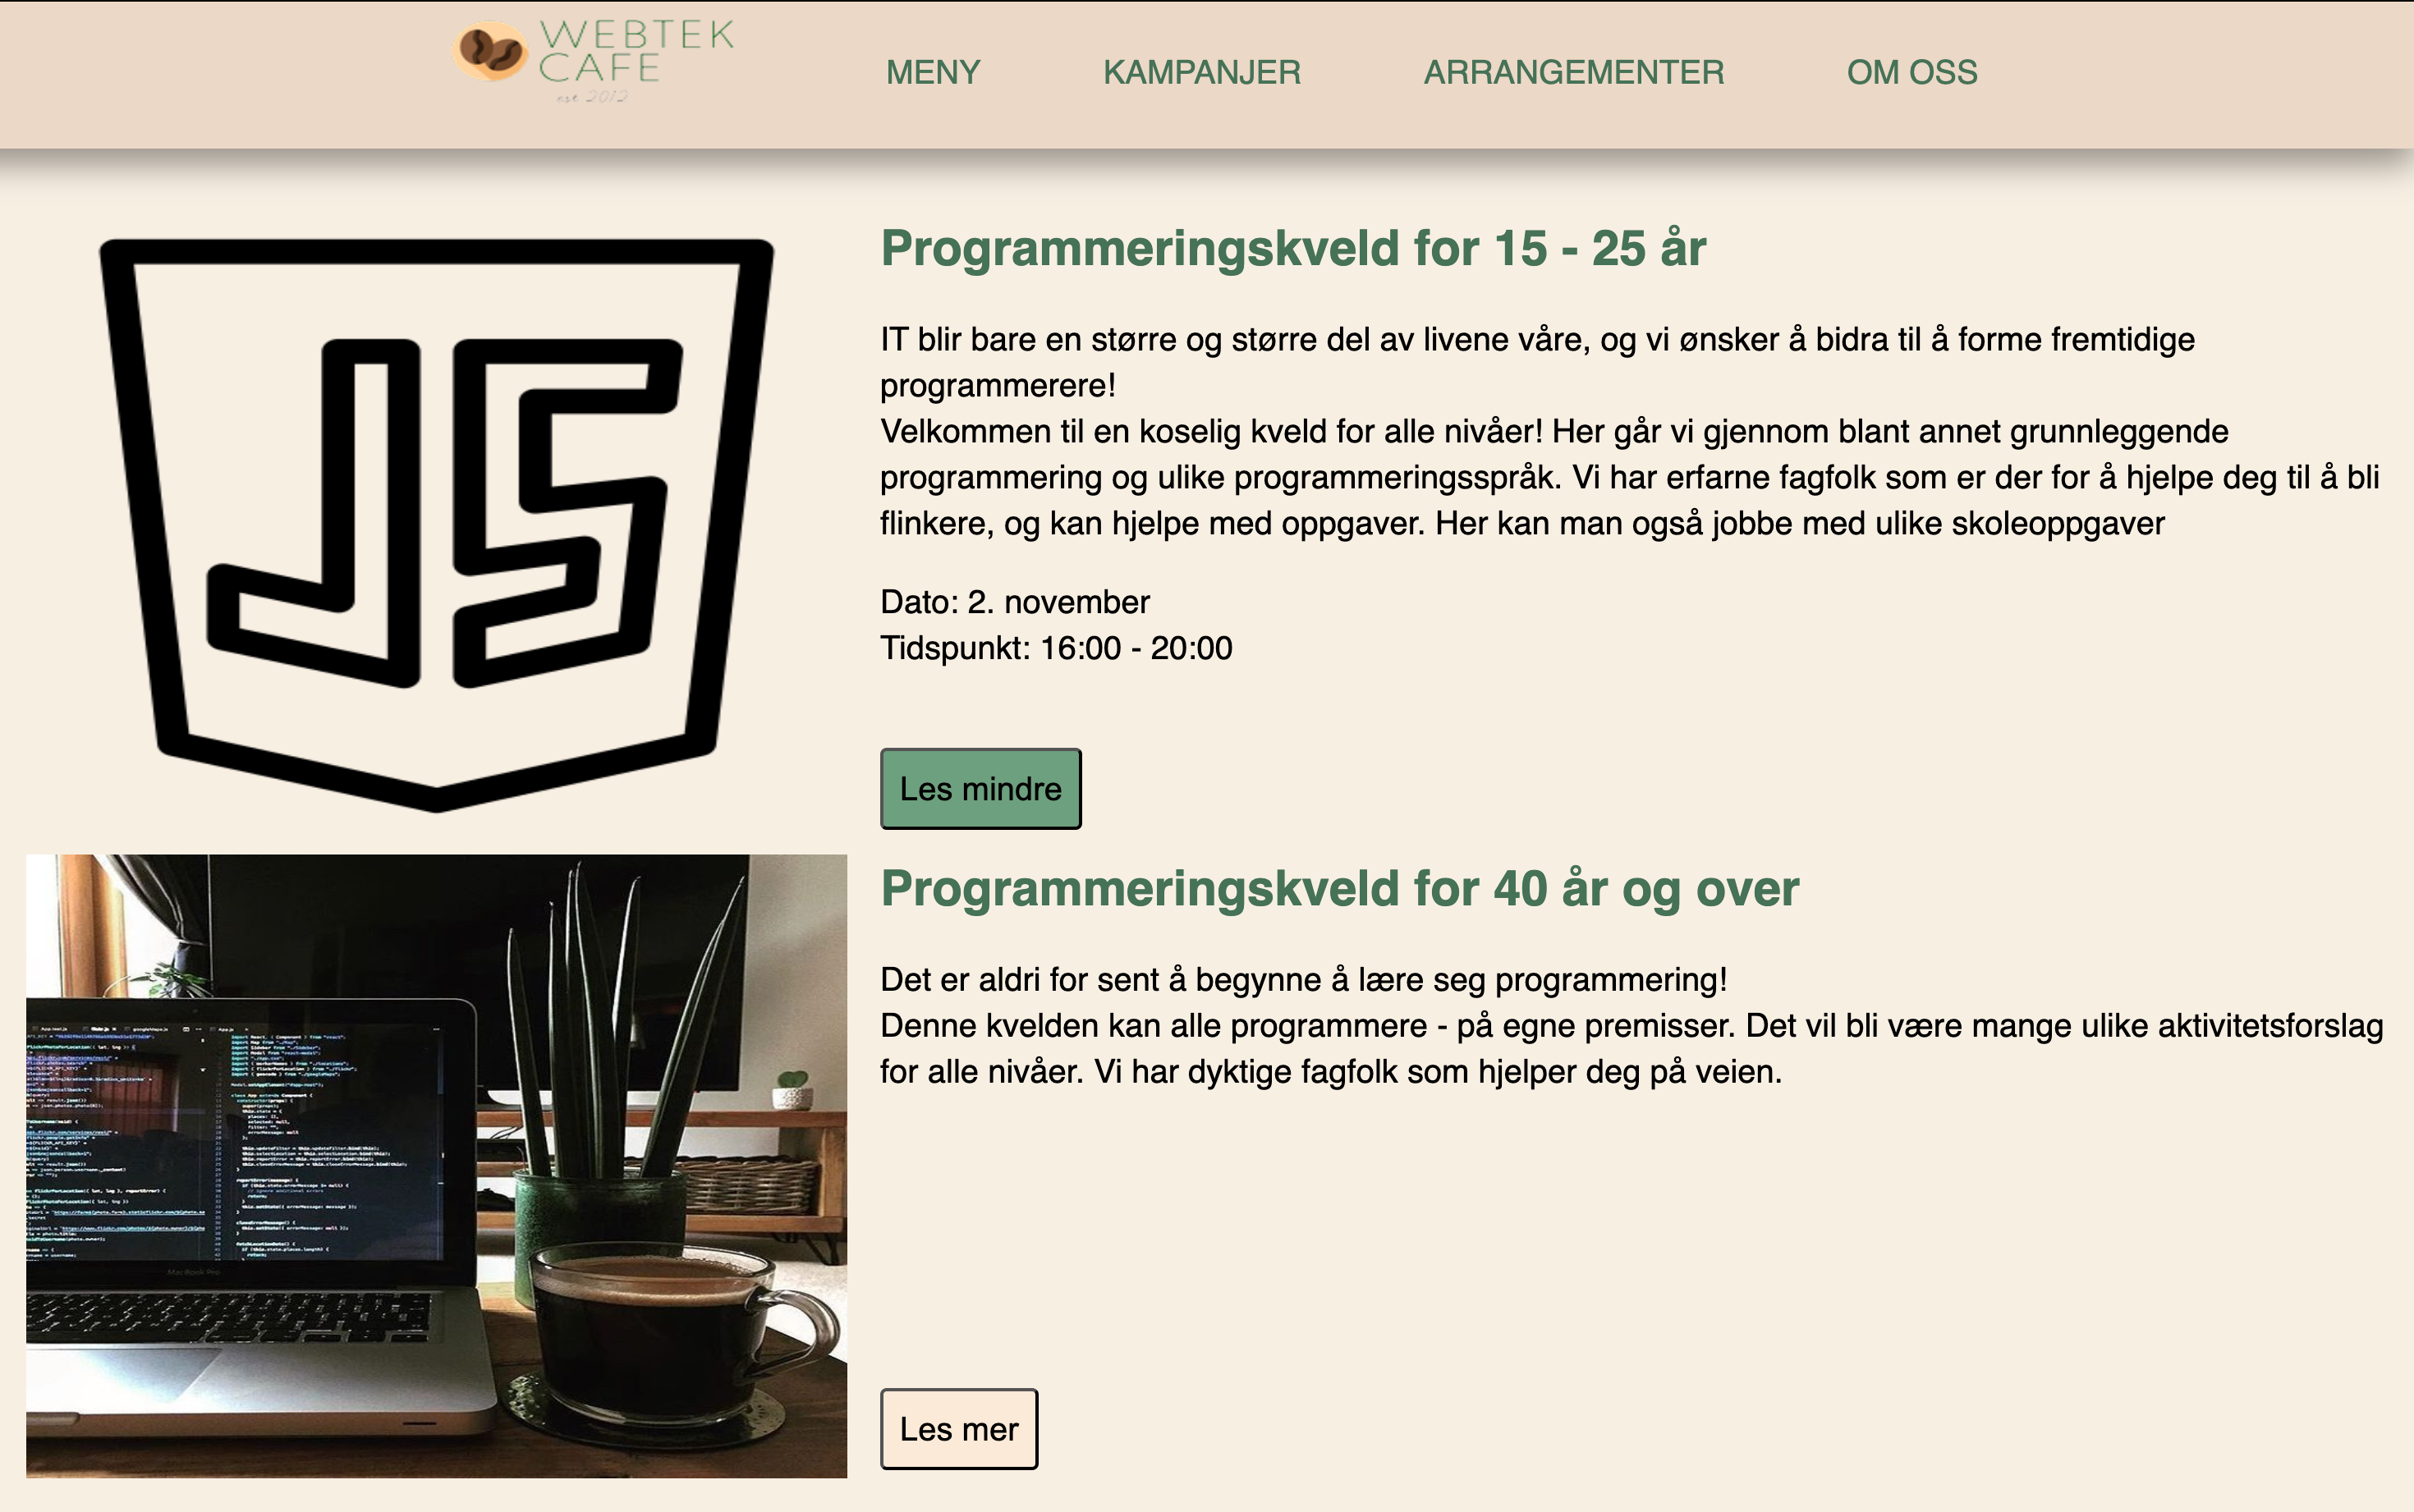 WEBTEK
CAFE
est 2012
MENY KAMPANJER ARRANGEMENTER OM OSS
JS
Programmeringskveld for 15 - 25 år
IT blir bare en større og større del av livene våre, og vi ønsker å bidra til å forme fremtidige
programmerere!
Velkommen til en koselig kveld for alle nivåer! Her går vi gjennom blant annet grunnleggende
programmering og ulike programmeringsspråk. Vi har erfarne fagfolk som er der for å hjelpe deg til å bli
flinkere, og kan hjelpe med oppgaver. Her kan man også jobbe med ulike skoleoppgaver
Dato: 2. november
Tidspunkt: 16:00 - 20:00
Les mindre
Programmeringskveld for 40 år og over
Det er aldri for sent å begynne å lære seg programmering!
Denne kvelden kan alle programmere - på egne premisser. Det vil bli være mange ulike aktivitetsforslag
for alle nivåer. Vi har dyktige fagfolk som hjelper deg på veien.
Les mer
MacBook Pro